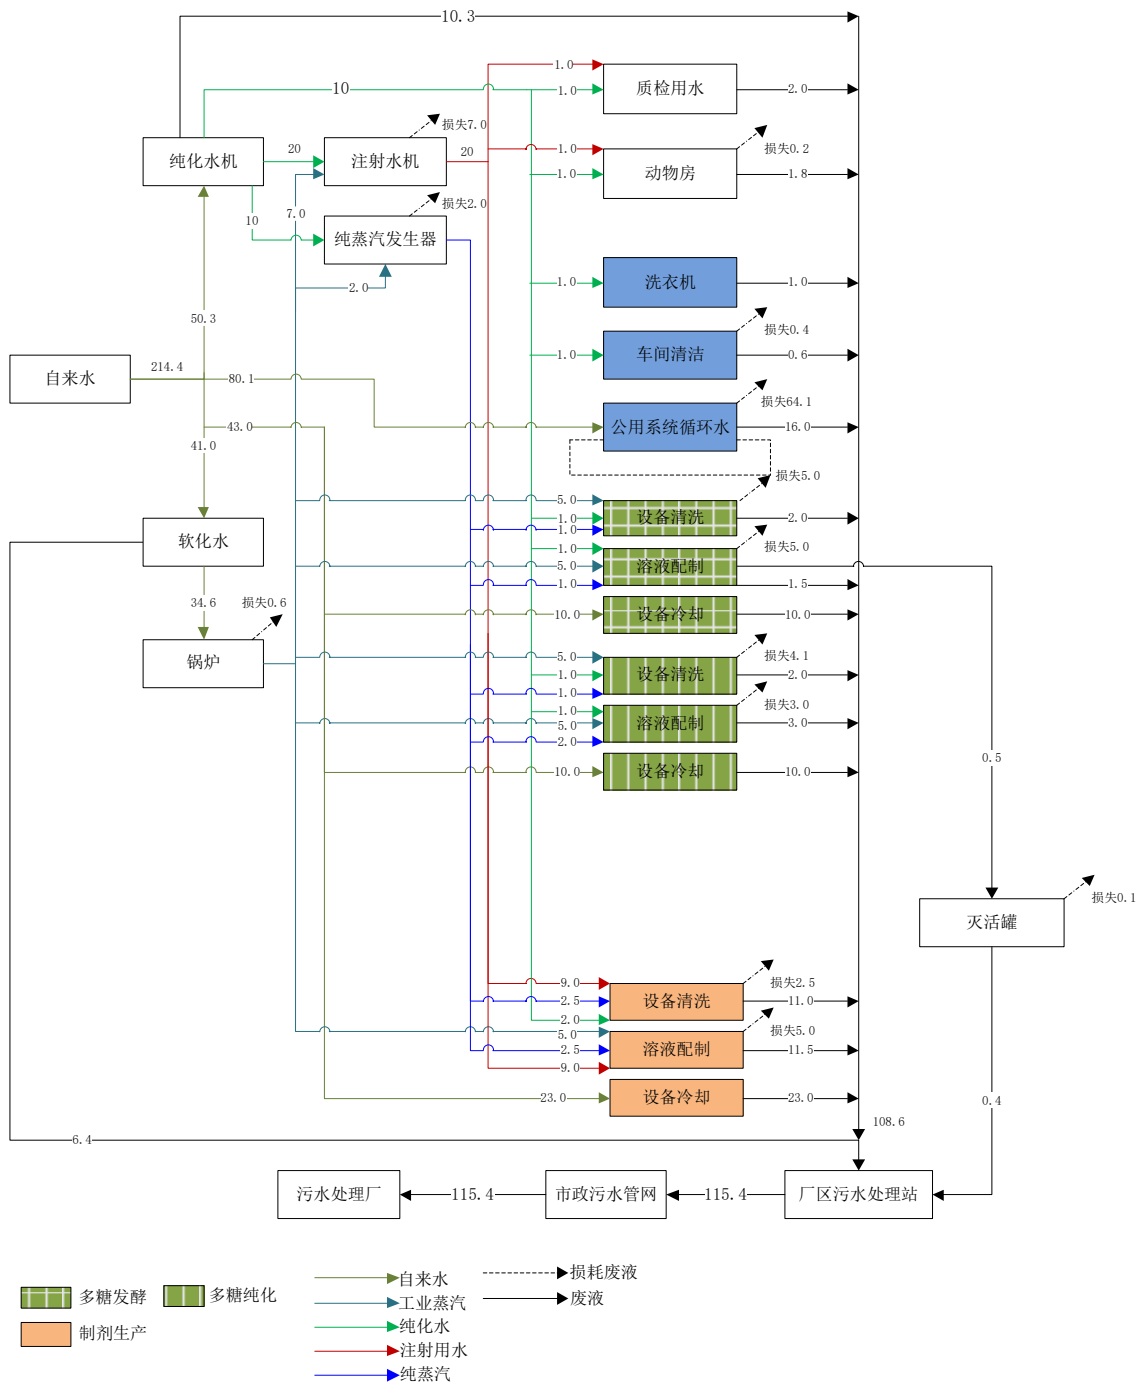 10.3
1.0
质检用水
10
1.0
2.0
损失7.0
纯化水机
20
注射水机
20
1.0
损失0.2
动物房
1.0
1.8
7.0
损失2.0
10
纯蒸汽发生器
2.0
1.0
洗衣机
1.0
50.3
损失0.4
1.0
车间清洁
0.6
自来水
214.4
80.1
损失64.1
43.0
公用系统循环水
16.0
41.0
损失5.0
5.0
1.0
设备清洗
2.0
1.0
软化水
1.0
损失5.0
5.0
溶液配制
1.0
1.5
34.6
损失0.6
10.0
设备冷却
10.0
锅炉
5.0
损失4.1
1.0
设备清洗
2.0
1.0
损失3.0
1.0
5.0
溶液配制
3.0
2.0
0.5
10.0
设备冷却
10.0
损失0.1
灭活罐
9.0
损失2.5
2.5
设备清洗
11.0
2.0
5.0
损失5.0
2.5
溶液配制
11.5
9.0
23.0
设备冷却
23.0
0.4
108.6
6.4
污水处理厂
115.4
市政污水管网
115.4
厂区污水处理站
多糖发酵
多糖纯化
制剂生产
自来水
工业蒸汽
纯化水
注射用水
纯蒸汽
损耗废液
废液